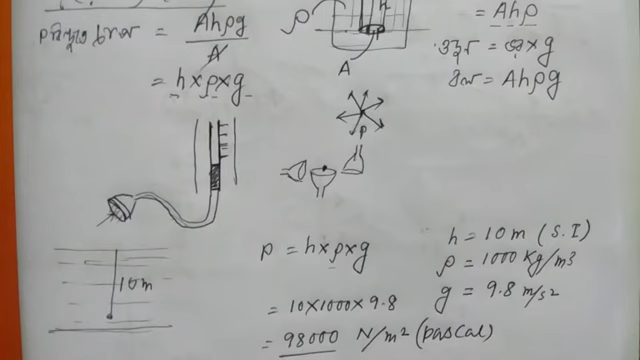 = Ahρg / A
= h×ρ×g
ρ
h
A
= Ahρ
= Ahρg
P
10m
P = h×ρ×g
= 10×1000×9.8
= 98000 N/m² (pascal)
h = 10m (S.I)
ρ = 1000 Kg/m3
g = 9.8 m/s²